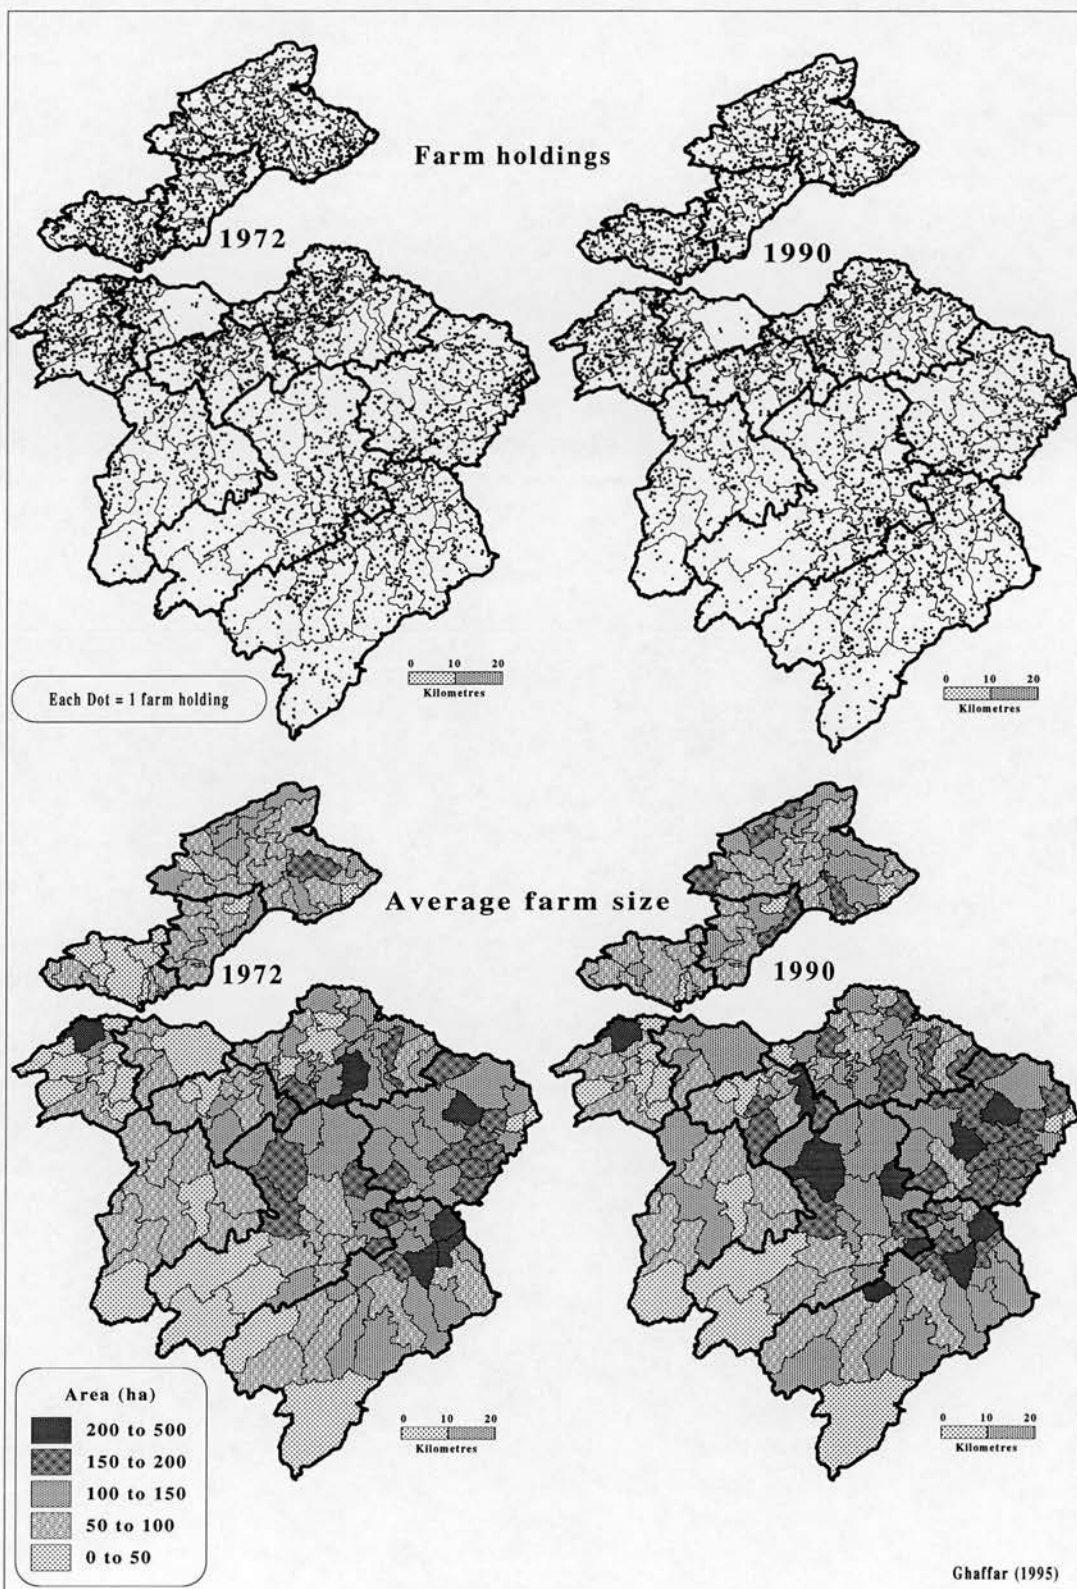 Farm holdings
1972
1990
0 10 20
Kilometres
0 10 20
Kilometres
Each Dot = 1 farm holding
Average farm size
1972
1990
Area (ha)
200 to 500
150 to 200
100 to 150
50 to 100
0 to 50
0 10 20
Kilometres
0 10 20
Kilometres
Ghaffar (1995)